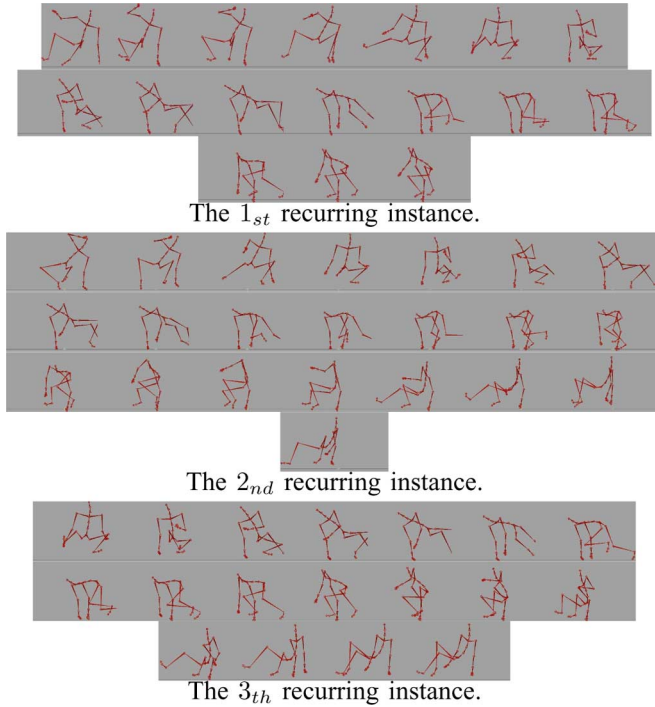 The 1st recurring instance.
The 2nd recurring instance.
The 3th recurring instance.